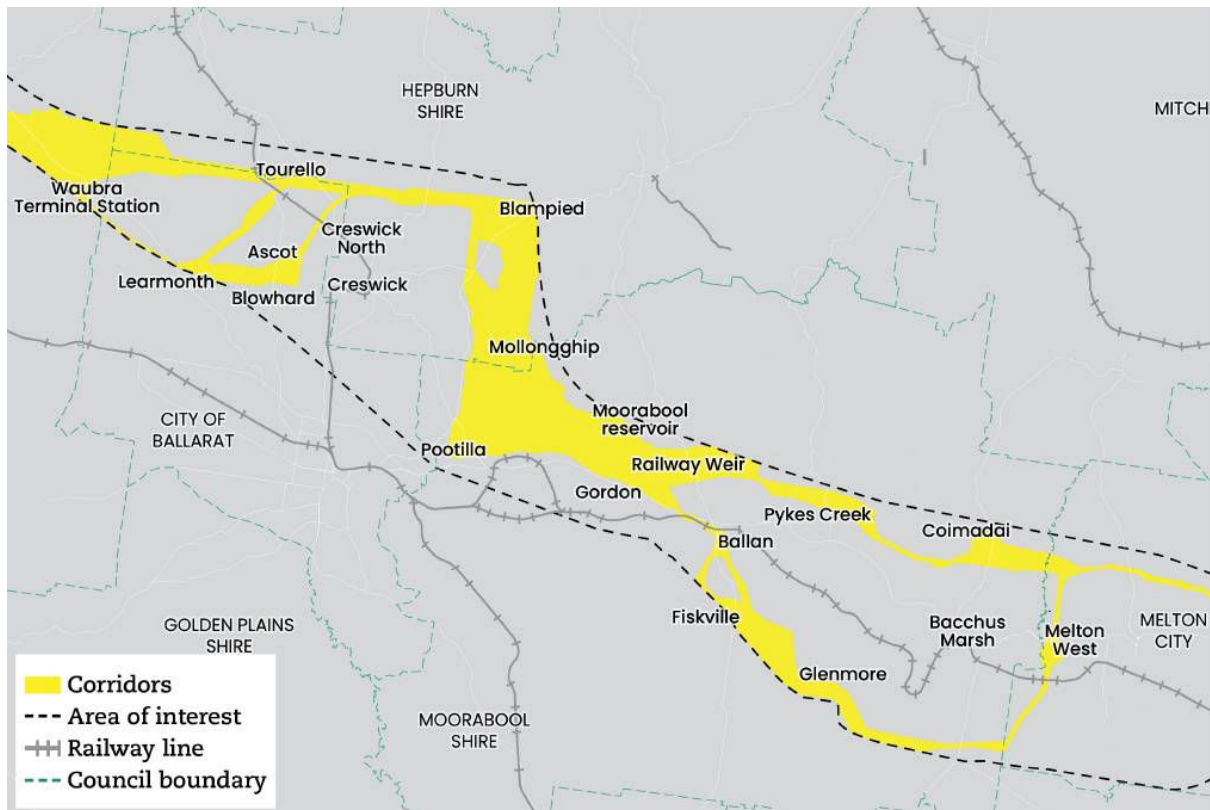 HEPBURN
SHIRE
MITCH
Tourello
Waubra
Terminal Station
Blampied
Creswick
North
Ascot
Learmonth
Creswick
Blowhard
Mollongghip
CITY OF
BALLARAT
Moorabool
reservoir
Pootilla
Railway Weir
Gordon
Pykes Creek
Coimadai
Ballan
GOLDEN PLAINS
SHIRE
Fiskville
Bacchus
Marsh
Melton
West
MELTON
CITY
Glenmore
MOORABOOL
SHIRE
Corridors
Area of interest
Railway line
Council boundary